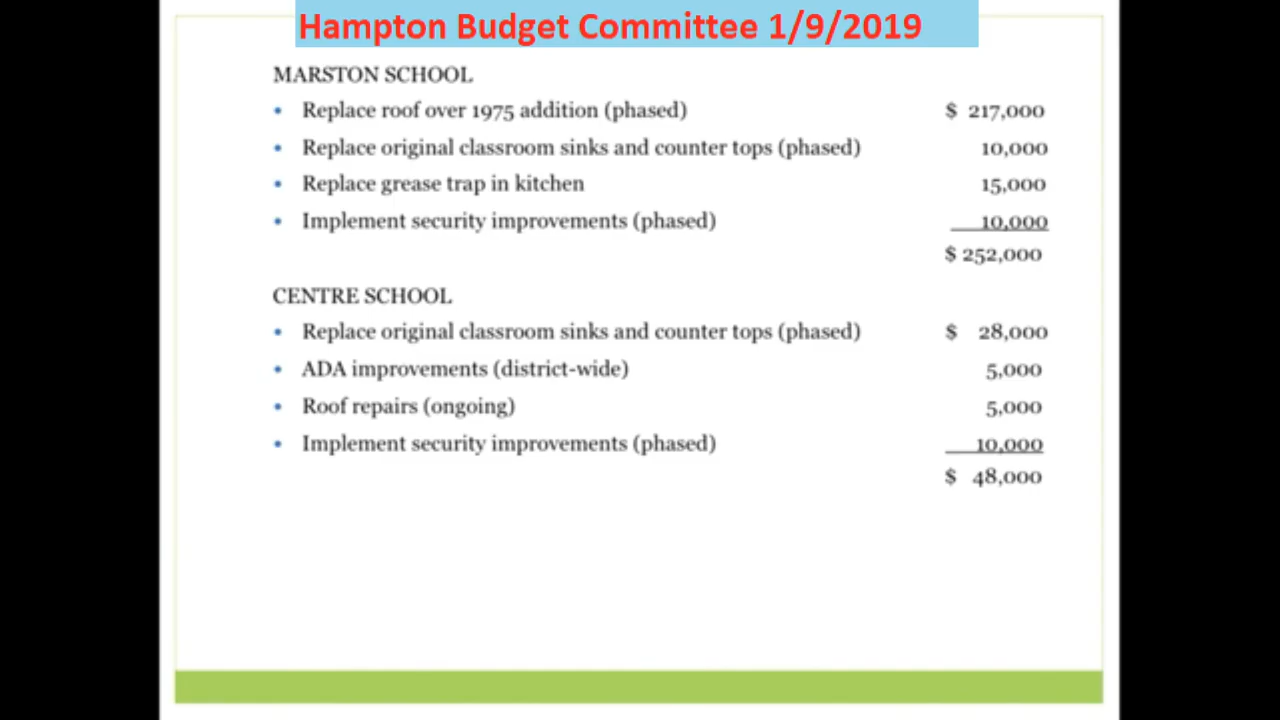 Hampton Budget Committee 1/9/2019
MARSTON SCHOOL
• Replace roof over 1975 addition (phased) $ 217,000
• Replace original classroom sinks and counter tops (phased) 10,000
• Replace grease trap in kitchen 15,000
• Implement security improvements (phased) 10,000
$ 252,000
CENTRE SCHOOL
• Replace original classroom sinks and counter tops (phased) $ 28,000
• ADA improvements (district-wide) 5,000
• Roof repairs (ongoing) 5,000
• Implement security improvements (phased) 10,000
$ 48,000